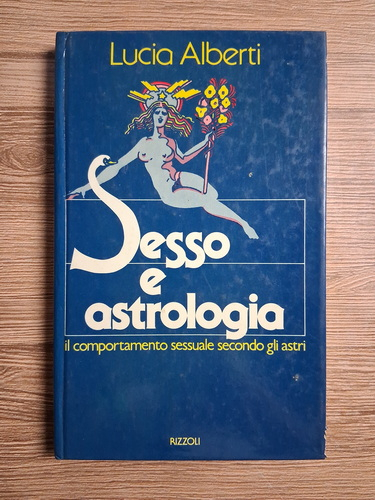 Lucia Alberti
Sesso
e
astrologia
il comportamento sessuale secondo gli astri
RIZZOLI